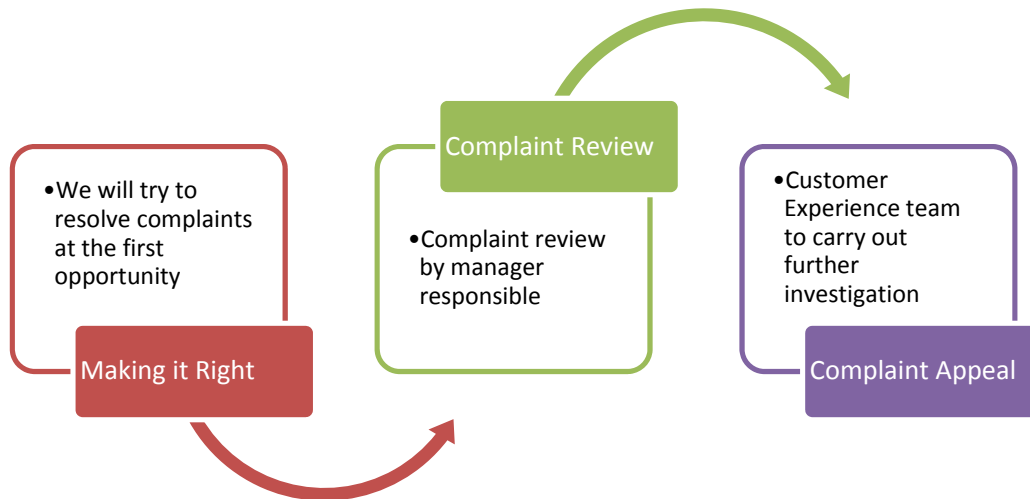 •We will try to
resolve complaints
at the first
opportunity
Making it Right
Complaint Review
•Complaint review
by manager
responsible
•Customer
Experience team
to carry out
further
investigation
Complaint Appeal